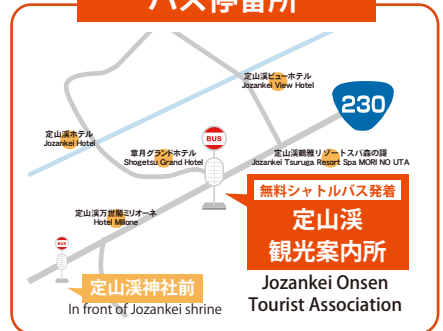 バス停留所
定山渓ビューホテル
Jozankei View Hotel
230
定山渓ホテル
Jozankei Hotel
章月グランドホテル
Shogetsu Grand Hotel
BUS
定山渓鶴雅リゾートスパ森の謌
Jozankei Tsuruga Resort Spa MORI NO UTA
無料シャトルバス発着
定山渓
観光案内所
Jozankei Onsen
Tourist Association
定山渓万世閣ミリオーネ
Hotel Milione
BUS
定山渓神社前
In front of Jozankei shrine